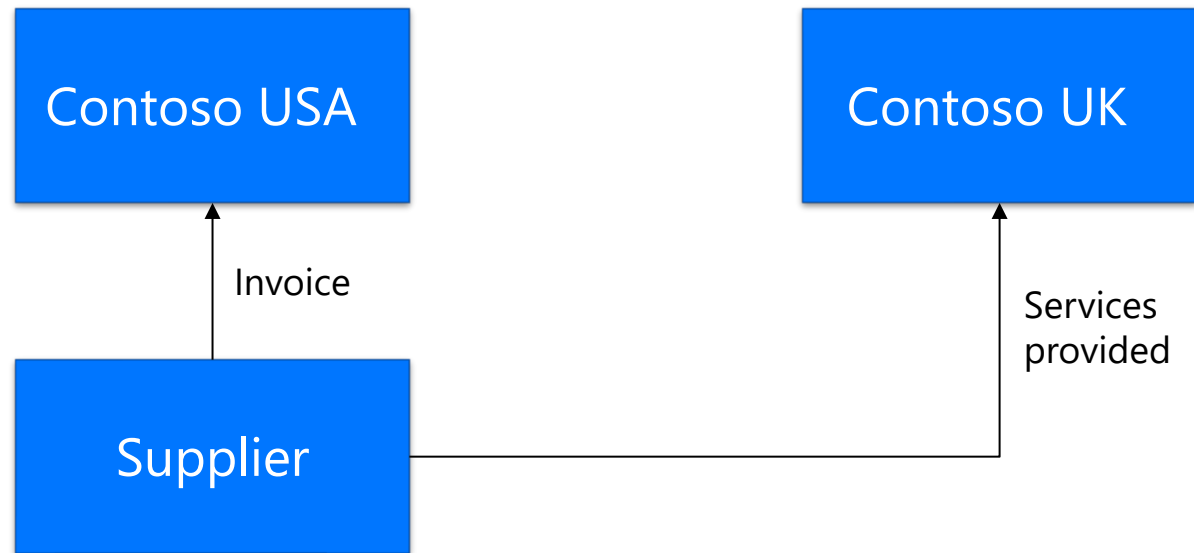 Contoso USA
Contoso UK
Invoice
Services
provided
Supplier